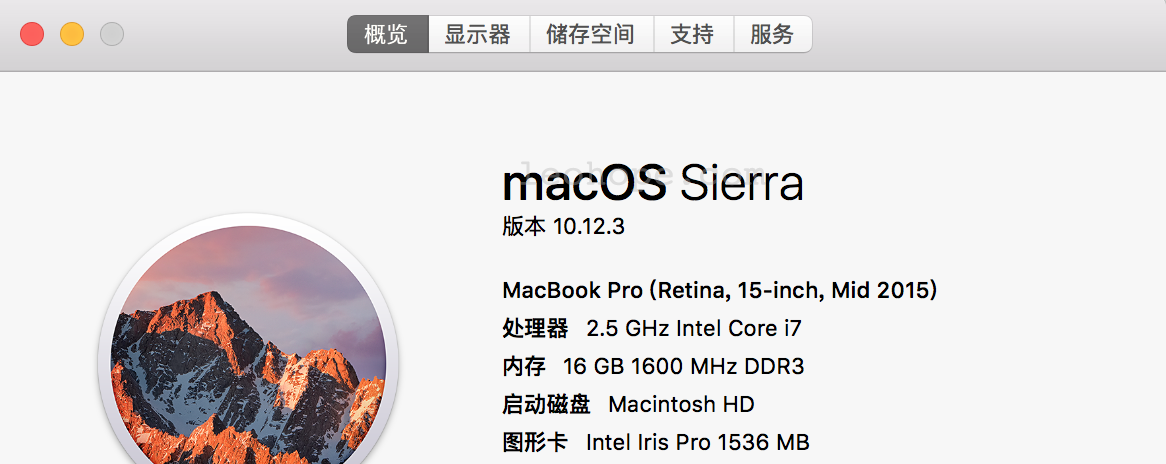 概览 显示器 储存空间 支持 服务
macOS Sierra
版本 10.12.3
MacBook Pro (Retina, 15-inch, Mid 2015)
处理器 2.5 GHz Intel Core i7
内存 16 GB 1600 MHz DDR3
启动磁盘 Macintosh HD
图形卡 Intel Iris Pro 1536 MB